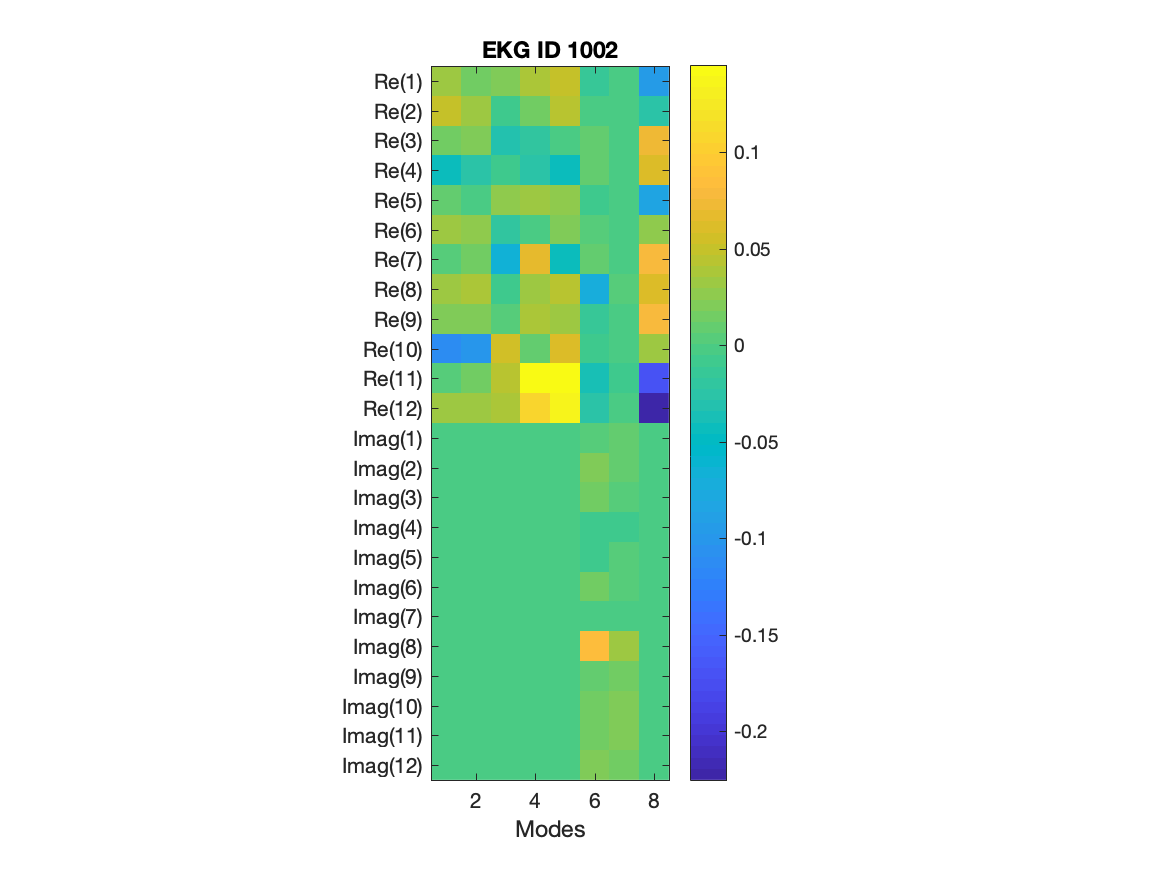 EKG ID 1002
Re(1)
Re(2)
Re(3)
Re(4)
Re(5)
Re(6)
Re(7)
Re(8)
Re(9)
Re(10)
Re(11)
Re(12)
Imag(1)
Imag(2)
Imag(3)
Imag(4)
Imag(5)
Imag(6)
Imag(7)
Imag(8)
Imag(9)
Imag(10)
Imag(11)
Imag(12)
2 4 6 8
Modes
0.1
0.05
0
-0.05
-0.1
-0.15
-0.2